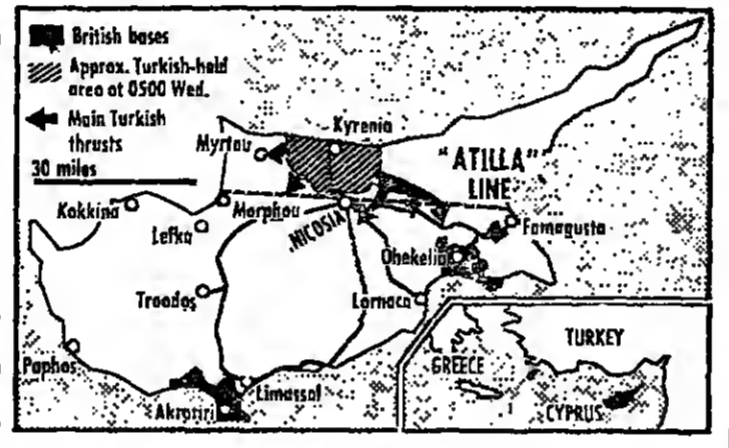 British bases
Approx. Turkish-held
area at 0500 Wed.
Main Turkish
thrusts
30 miles
Kyrenia
Myrtou
"ATILLA"
LINE
Kokkina
Morphou
NICOSIA
Lefka
Famagusta
Dhekelia
Troodos
Larnaca
Paphos
Limassol
Akrotiri
TURKEY
GREECE
CYPRUS